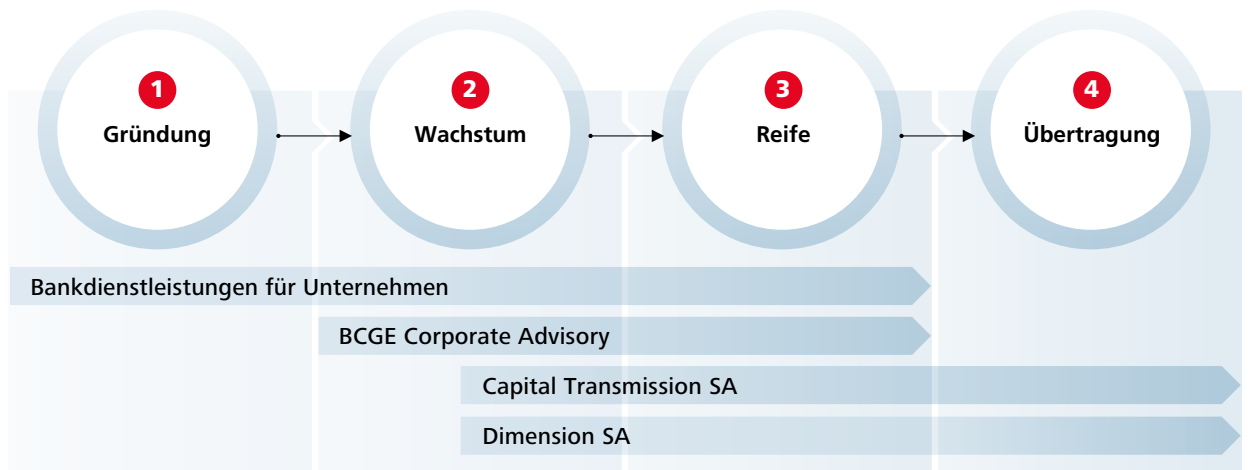 1
Gründung
2
Wachstum
3
Reife
4
Übertragung
Bankdienstleistungen für Unternehmen
BCGE Corporate Advisory
Capital Transmission SA
Dimension SA